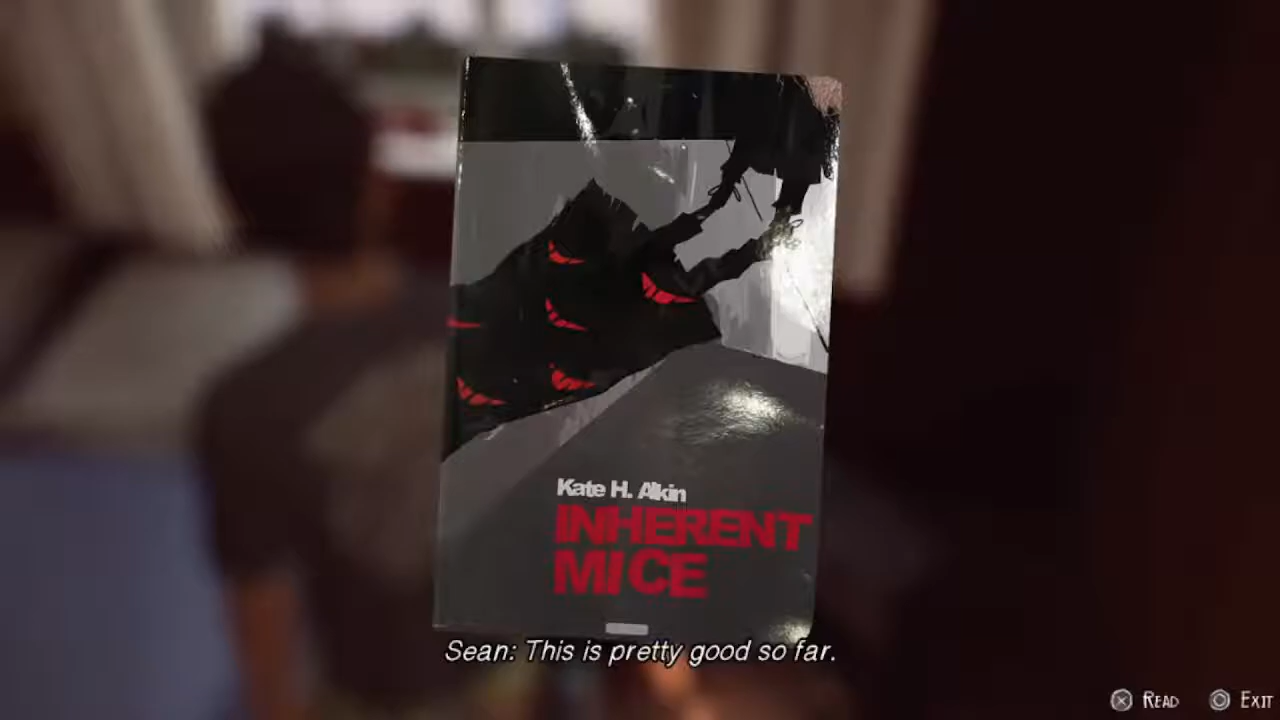 Kate H. Alkin
INHERENT
MICE
Sean: This is pretty good so far.
READ
EXIT